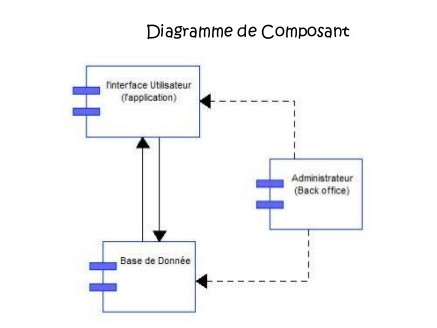 Diagramme de Composant
l'interface Utilisateur
(l'application)
Administrateur
(Back office)
Base de Donnée